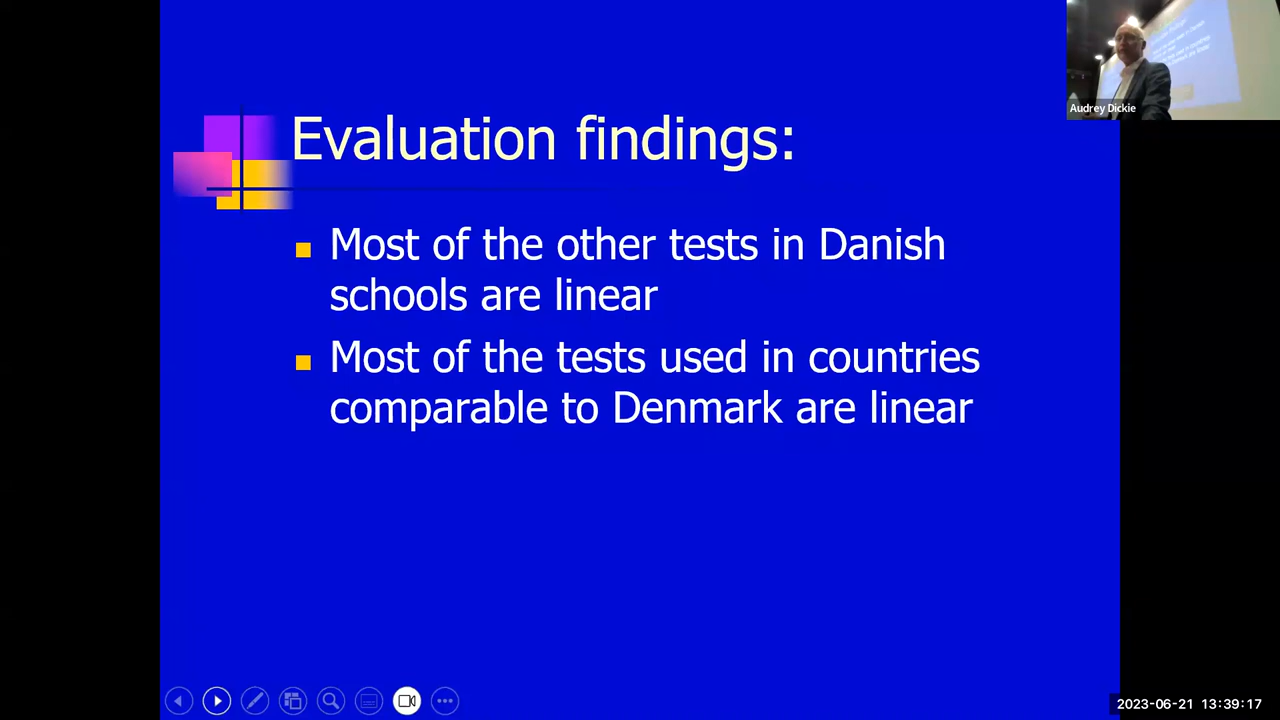 Evaluation findings:
Most of the other tests in Danish
schools are linear
Most of the tests used in countries
comparable to Denmark are linear
Audrey Dickie
2023-06-21 13:39:17